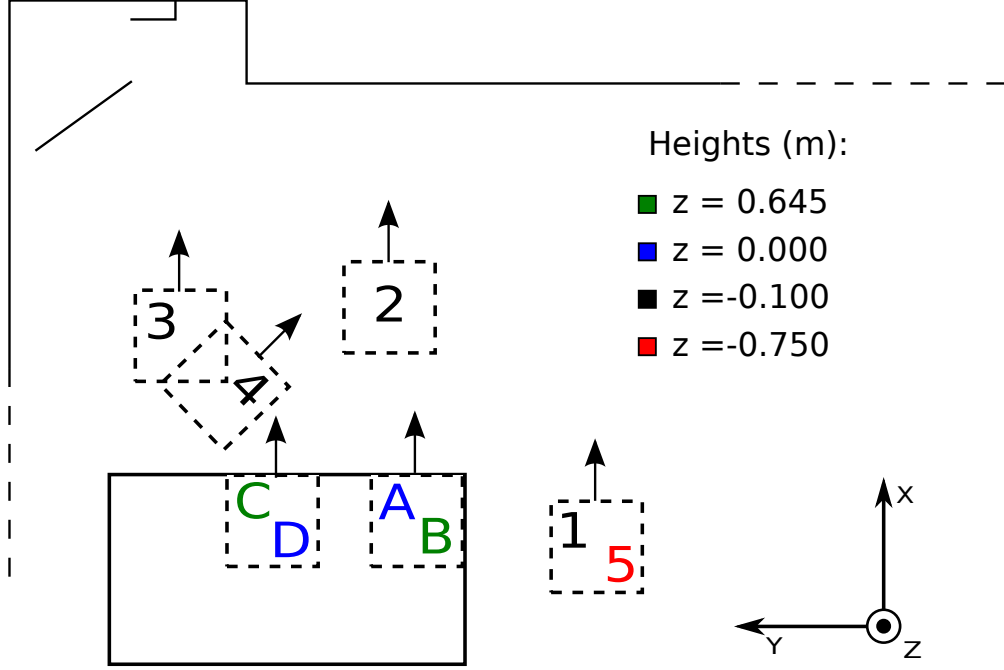 Heights (m):
z = 0.645
z = 0.000
z =-0.100
z =-0.750
3
2
4
C
D
A
B
1
5
X
Y
Z